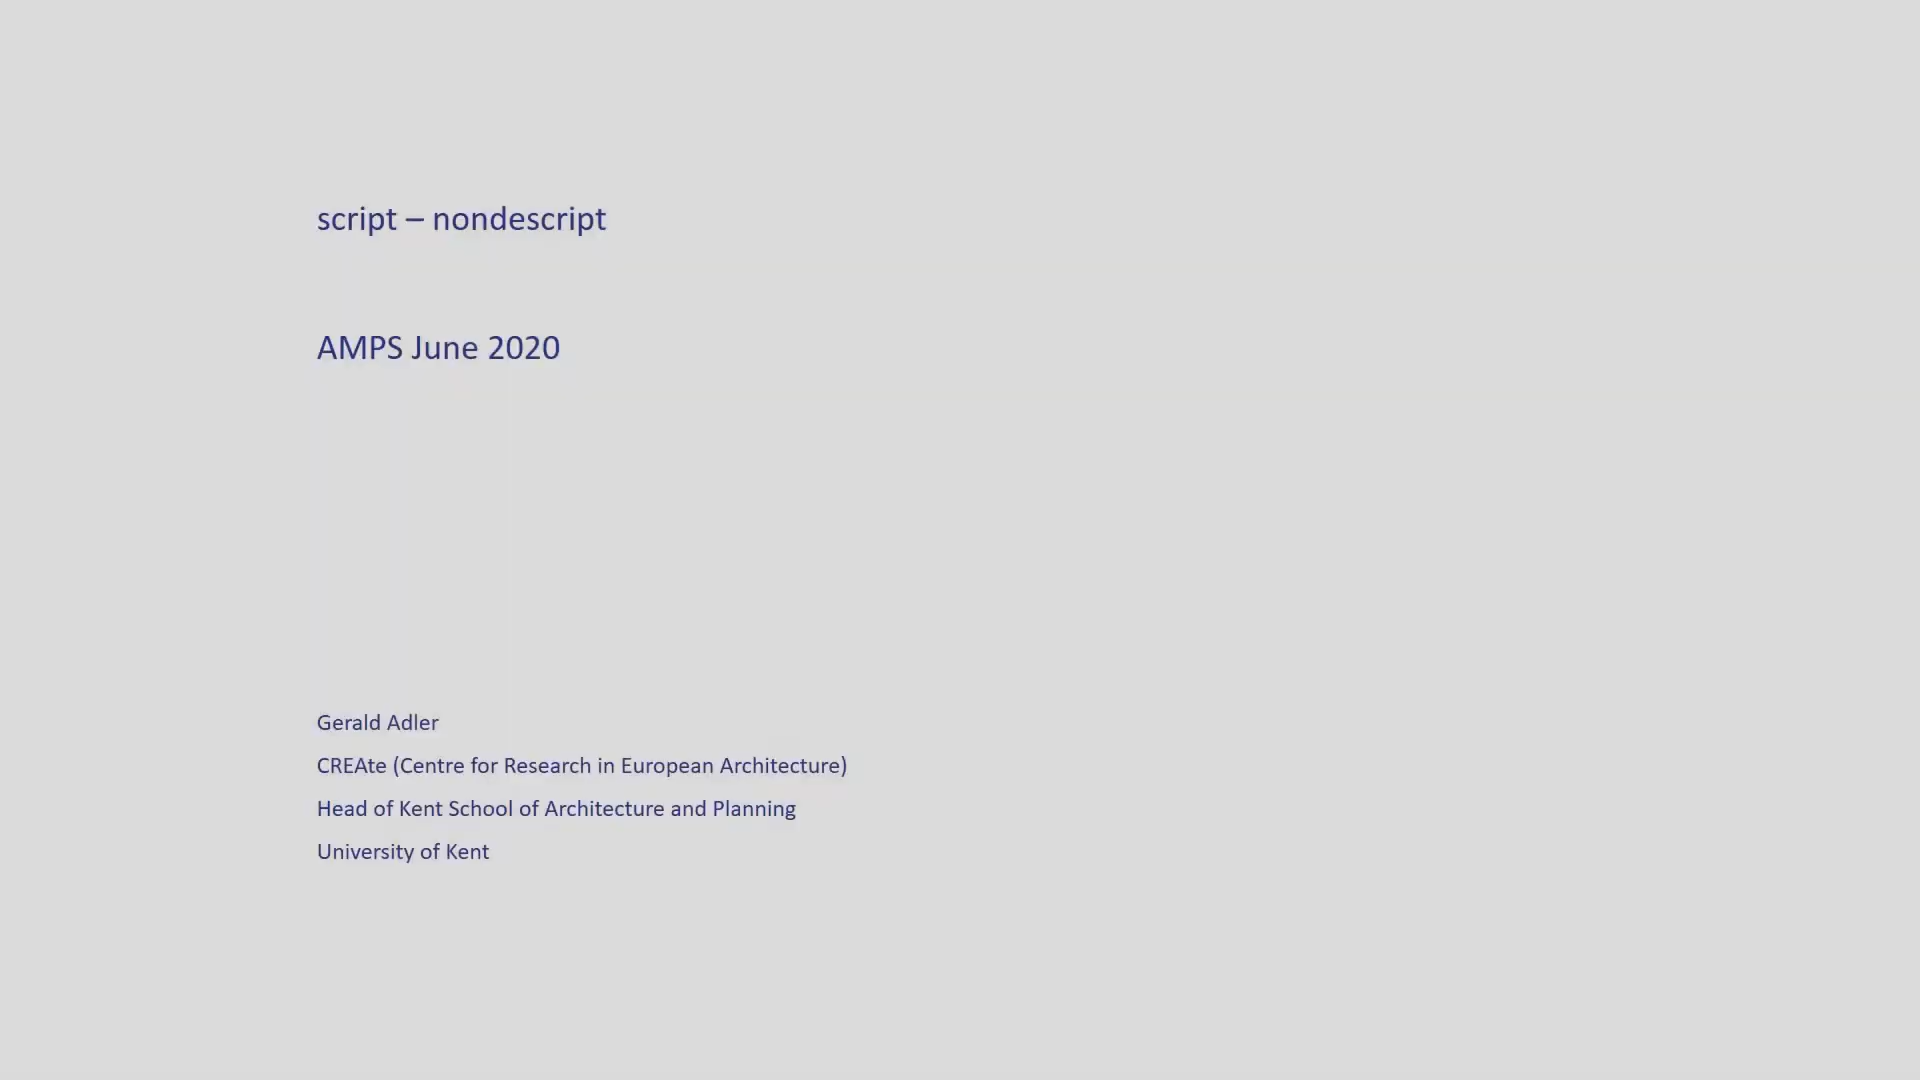 script – nondescript
AMPS June 2020
Gerald Adler
CREAte (Centre for Research in European Architecture)
Head of Kent School of Architecture and Planning
University of Kent